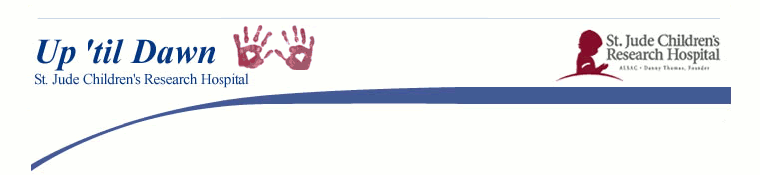 Up 'til Dawn
St. Jude Children's Research Hospital
St. Jude Children's
Research Hospital
ALSAC • Danny Thomas, Founder